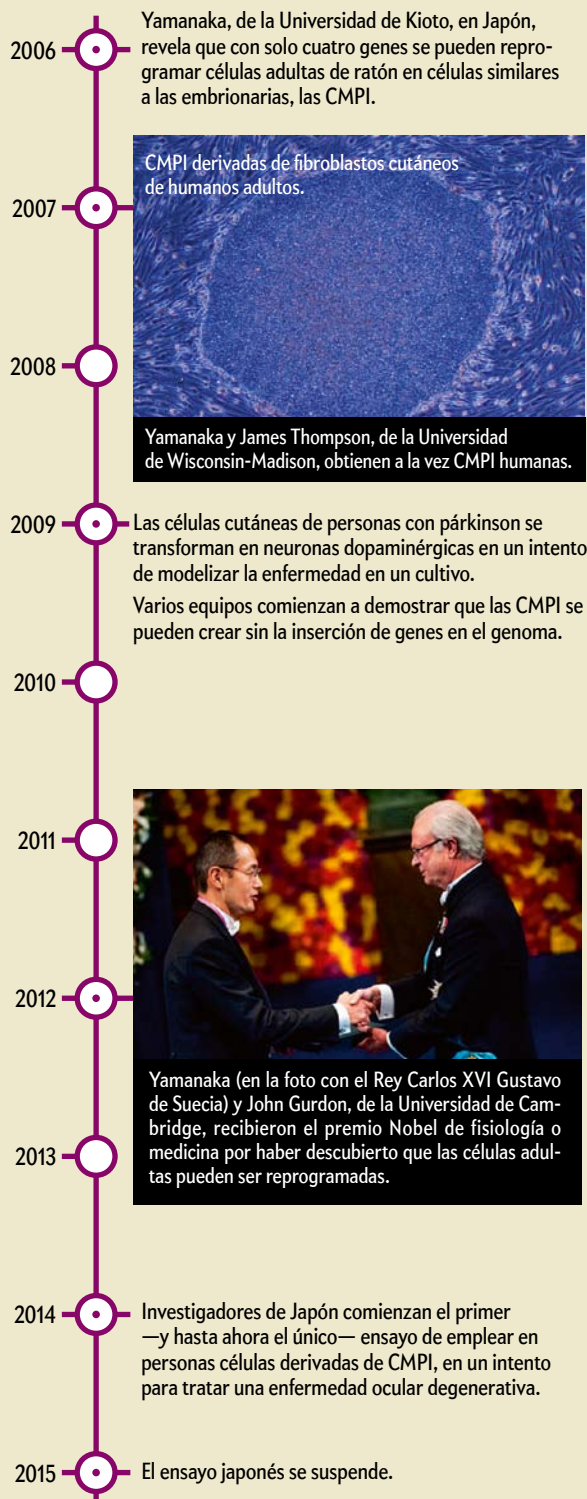 2006
Yamanaka, de la Universidad de Kioto, en Japón,
revela que con solo cuatro genes se pueden repro-
gramar células adultas de ratón en células similares
a las embrionarias, las CMPI.
2007
CMPI derivadas de fibroblastos cutáneos
de humanos adultos.
2008
Yamanaka y James Thompson, de la Universidad
de Wisconsin-Madison, obtienen a la vez CMPI humanas.
2009
Las células cutáneas de personas con párkinson se
transforman en neuronas dopaminérgicas en un intento
de modelizar la enfermedad en un cultivo.
Varios equipos comienzan a demostrar que las CMPI se
pueden crear sin la inserción de genes en el genoma.
2010
2011
2012
Yamanaka (en la foto con el Rey Carlos XVI Gustavo
de Suecia) y John Gurdon, de la Universidad de Cam-
bridge, recibieron el premio Nobel de fisiología o
medicina por haber descubierto que las células adul-
tas pueden ser reprogramadas.
2013
2014
Investigadores de Japón comienzan el primer
—y hasta ahora el único— ensayo de emplear en
personas células derivadas de CMPI, en un intento
para tratar una enfermedad ocular degenerativa.
2015
El ensayo japonés se suspende.